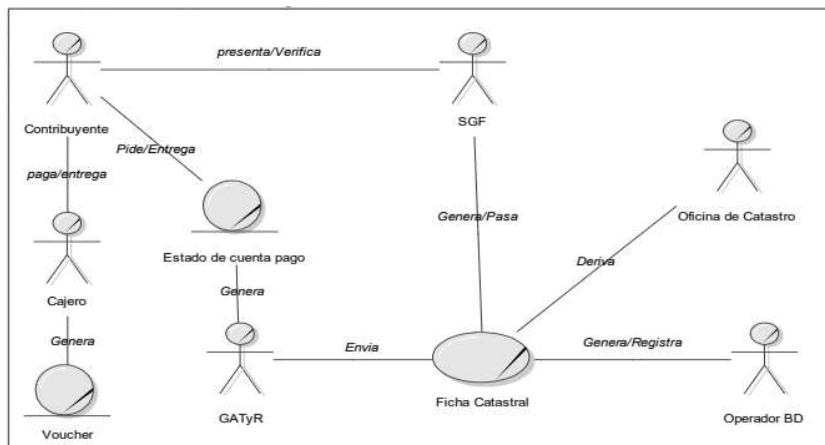 presenta/Verifica
Contribuyente
SGF
Pide/Entrega
paga/entrega
Genera/Pasa
Oficina de Catastro
Estado de cuenta pago
Deriva
Cajero
Genera
Genera
Envia
Genera/Registra
Voucher
GATyR
Ficha Catastral
Operador BD